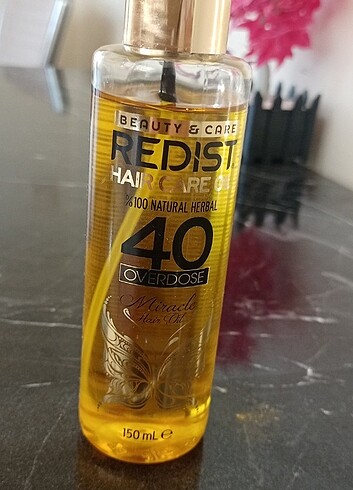 BEAUTY & CARE
REDIST
HAIR CARE OIL
%100 NATURAL HERBAL
40
OVERDOSE
Miracle
Hair Oil
150 mL ℮